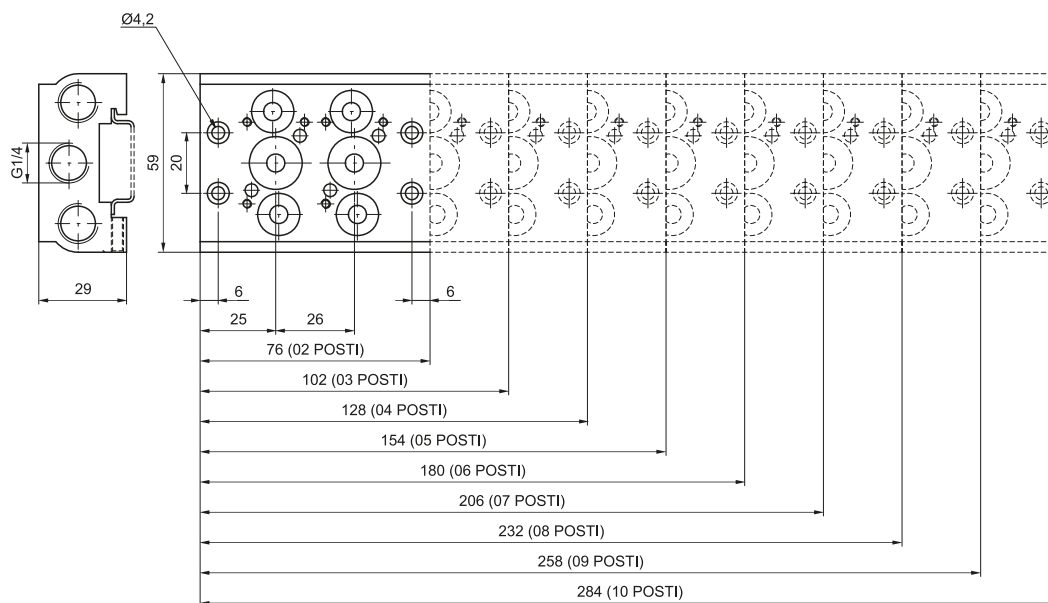 Ø4,2
G1/4
59
20
29
6
6
25
26
76 (02 POSTI)
102 (03 POSTI)
128 (04 POSTI)
154 (05 POSTI)
180 (06 POSTI)
206 (07 POSTI)
232 (08 POSTI)
258 (09 POSTI)
284 (10 POSTI)